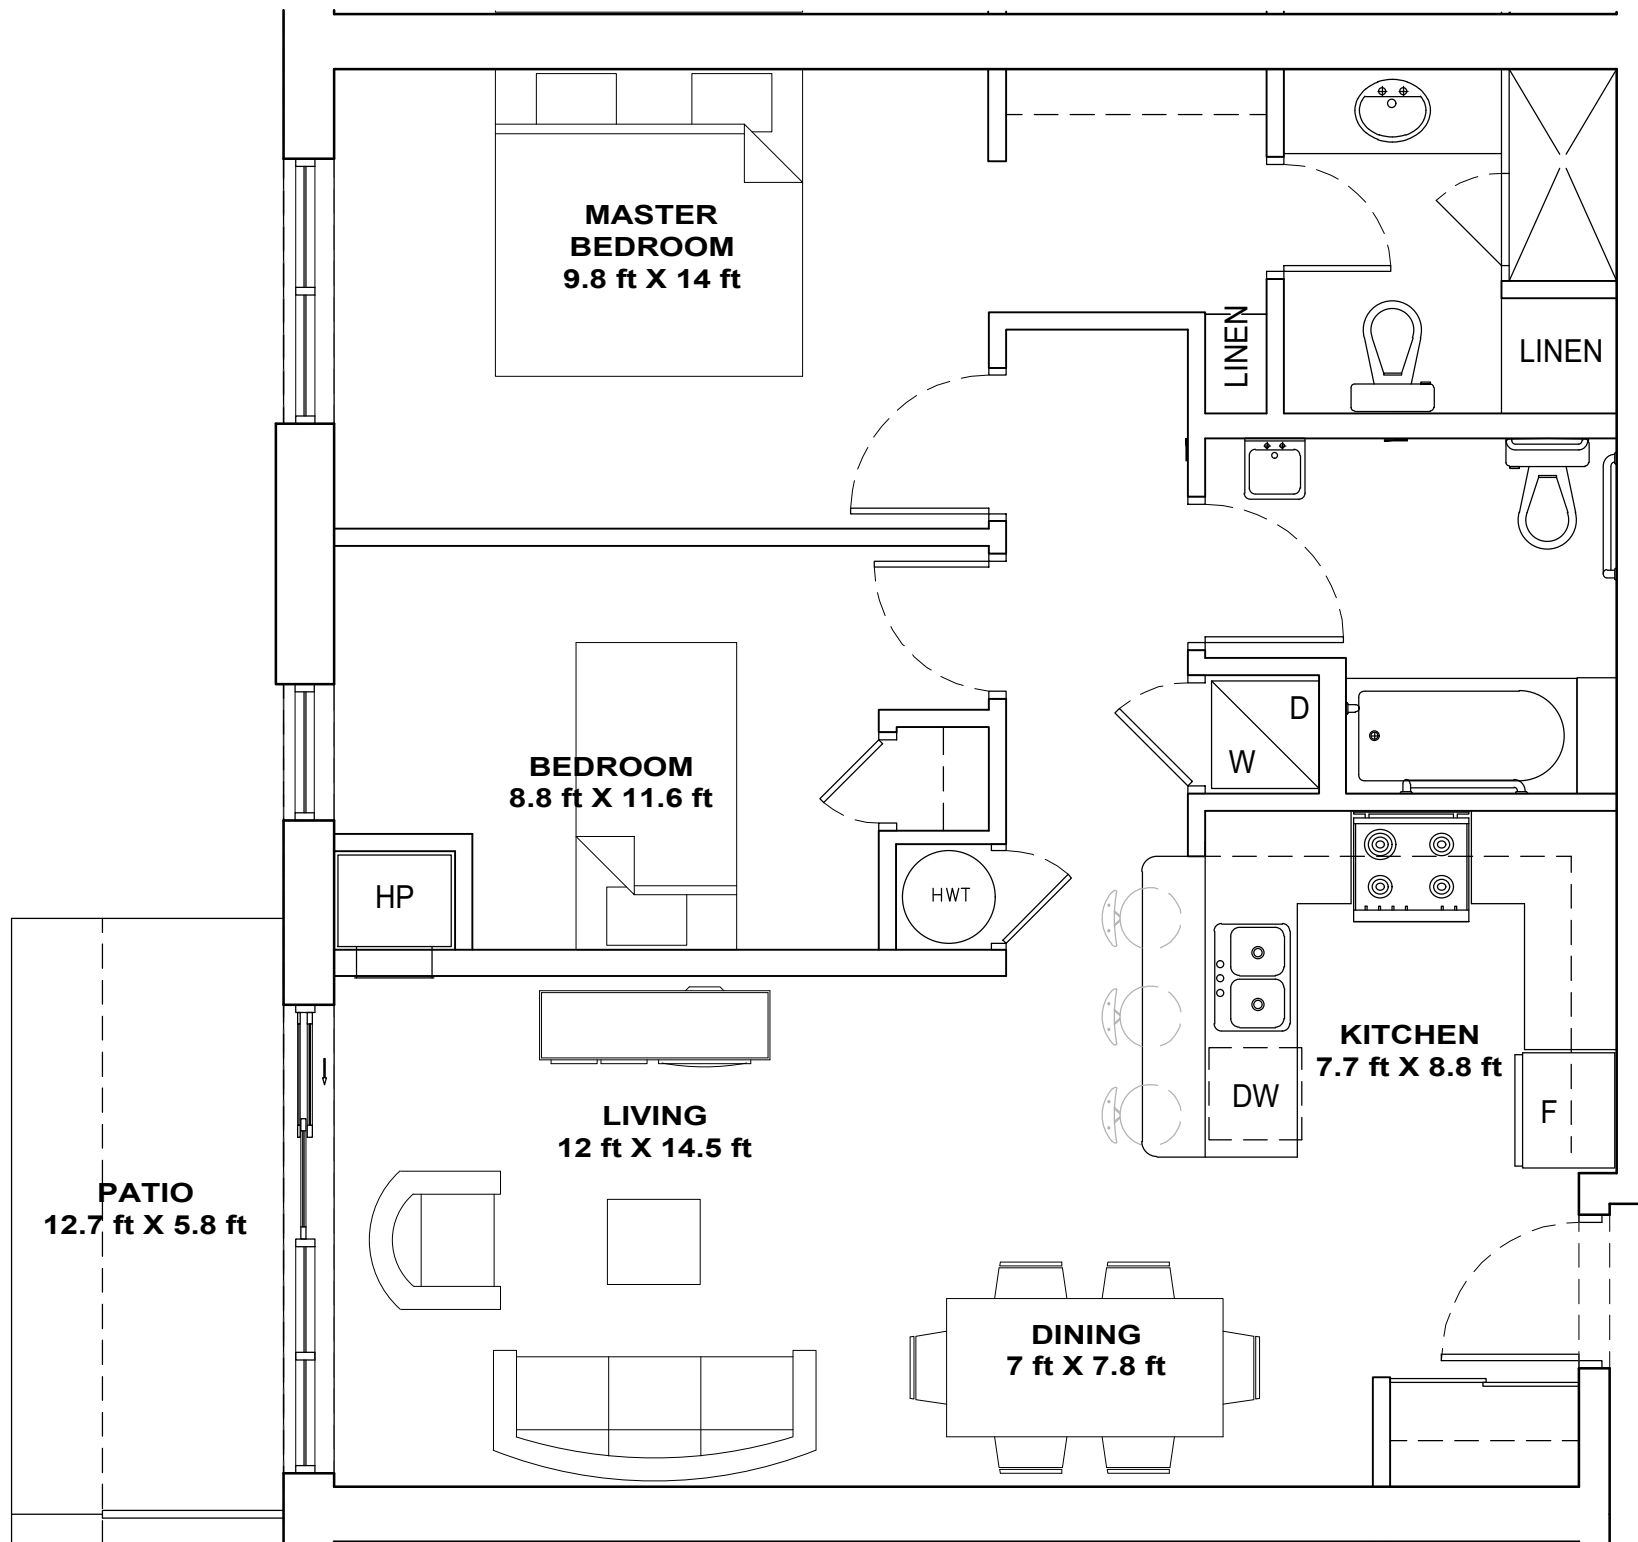 MASTER
BEDROOM
9.8 ft X 14 ft
LINEN
LINEN
BEDROOM
8.8 ft X 11.6 ft
D
W
HP
HWT
KITCHEN
7.7 ft X 8.8 ft
DW
F
LIVING
12 ft X 14.5 ft
PATIO
12.7 ft X 5.8 ft
DINING
7 ft X 7.8 ft